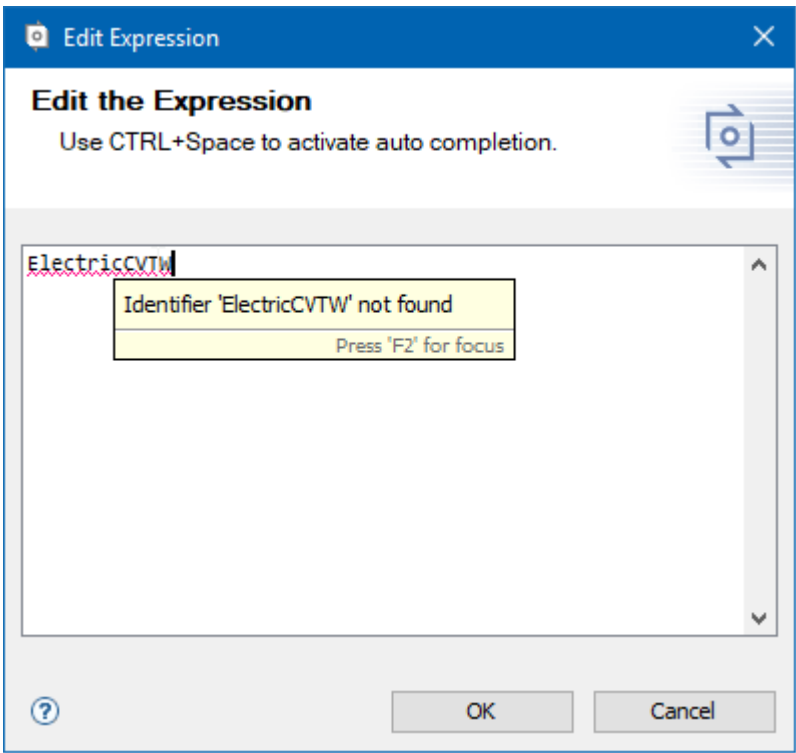 Edit Expression
Edit the Expression
Use CTRL+Space to activate auto completion.
ElectricCVTW
Identifier 'ElectricCVTW' not found
Press 'F2' for focus
?
OK
Cancel